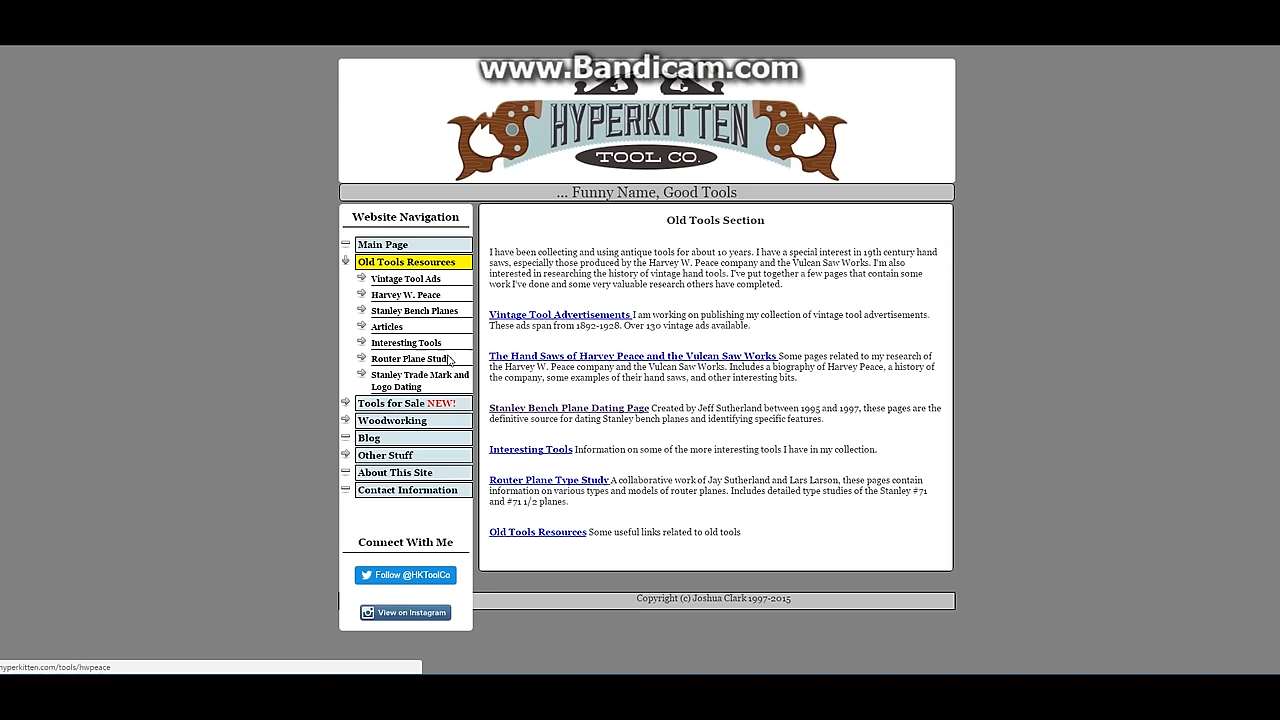 www.Bandicam.com
HYPERKITTEN
TOOL CO.
... Funny Name, Good Tools
Website Navigation
Main Page
Old Tools Resources
Vintage Tool Ads
Harvey W. Peace
Stanley Bench Planes
Articles
Interesting Tools
Router Plane Study
Stanley Trade Mark and
Logo Dating
Tools for Sale NEW!
Woodworking
Blog
Other Stuff
About This Site
Contact Information
Connect With Me
Follow @HKToolCo
View on Instagram
Old Tools Section
I have been collecting and using antique tools for about 10 years. I have a special interest in 19th century hand
saws, especially those produced by the Harvey W. Peace company and the Vulcan Saw Works. I'm also
interested in researching the history of vintage hand tools. I've put together a few pages that contain some
work I've done and some very valuable research others have completed.
Vintage Tool Advertisements I am working on publishing my collection of vintage tool advertisements.
These ads span from 1892-1928. Over 130 vintage ads available.
The Hand Saws of Harvey Peace and the Vulcan Saw Works Some pages related to my research of
the Harvey W. Peace company and the Vulcan Saw Works. Includes a biography of Harvey Peace, a history of
the company, some examples of their hand saws, and other interesting bits.
Stanley Bench Plane Dating Page Created by Jeff Sutherland between 1995 and 1997, these pages are the
definitive source for dating Stanley bench planes and identifying specific features.
Interesting Tools Information on some of the more interesting tools I have in my collection.
Router Plane Type Study A collaborative work of Jay Sutherland and Lars Larson, these pages contain
information on various types and models of router planes. Includes detailed type studies of the Stanley #71
and #71 1/2 planes.
Old Tools Resources Some useful links related to old tools
Copyright (c) Joshua Clark 1997-2015
hyperkitten.com/tools/hwpeace